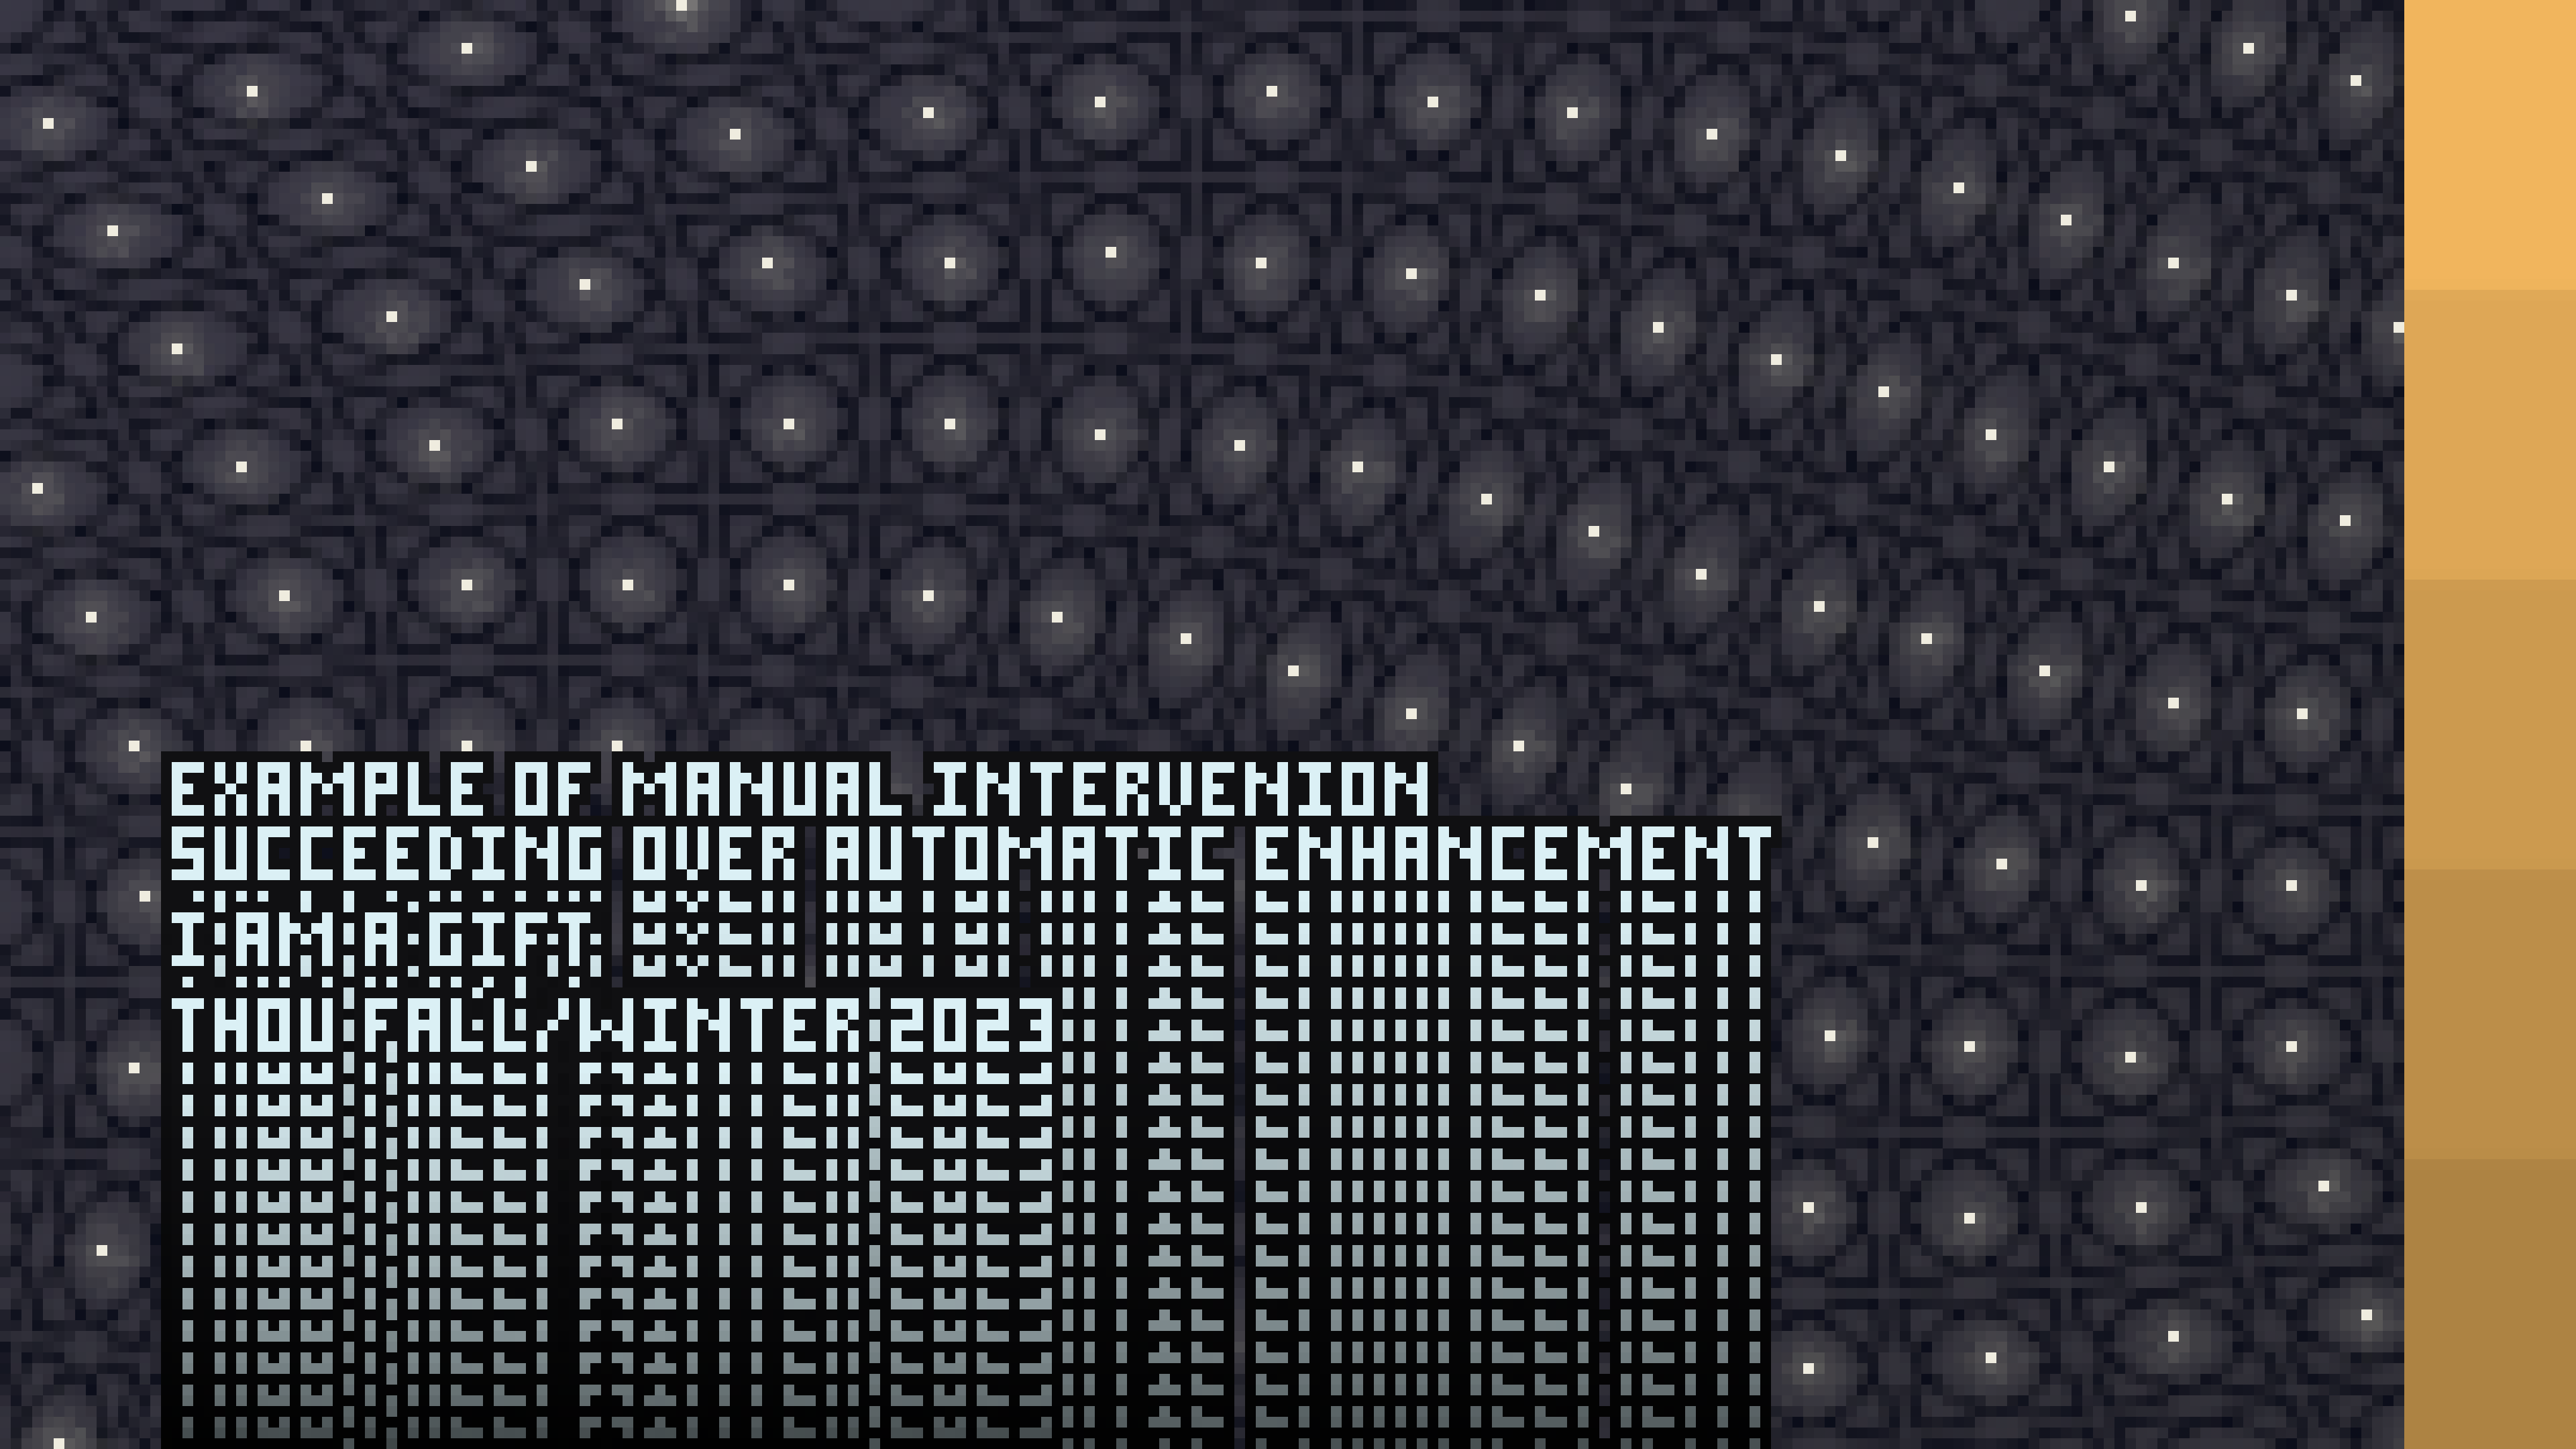 EXAMPLE OF MANUAL INTERVENION
SUCCEEDING OVER AUTOMATIC ENHANCEMENT
I AM A GIFT
THOU FALL/WINTER 2023